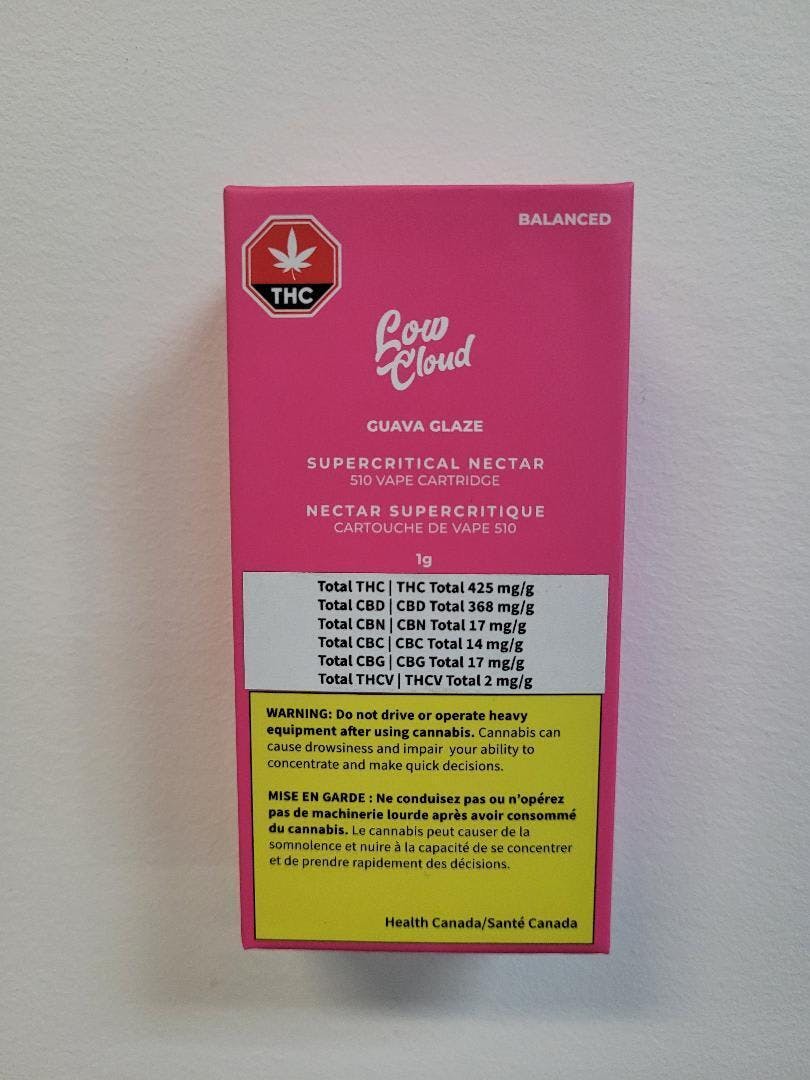 BALANCED
THC
Low
Cloud
GUAVA GLAZE
SUPERCRITICAL NECTAR
510 VAPE CARTRIDGE
NECTAR SUPERCRITIQUE
CARTOUCHE DE VAPE 510
1g
Total THC | THC Total 425 mg/g
Total CBD | CBD Total 368 mg/g
Total CBN | CBN Total 17 mg/g
Total CBC | CBC Total 14 mg/g
Total CBG | CBG Total 17 mg/g
Total THCV | THCV Total 2 mg/g
WARNING: Do not drive or operate heavy
equipment after using cannabis. Cannabis can
cause drowsiness and impair your ability to
concentrate and make quick decisions.
MISE EN GARDE : Ne conduisez pas ou n'opérez
pas de machinerie lourde après avoir consommé
du cannabis. Le cannabis peut causer de la
somnolence et nuire à la capacité de se concentrer
et de prendre rapidement des décisions.
Health Canada/Santé Canada